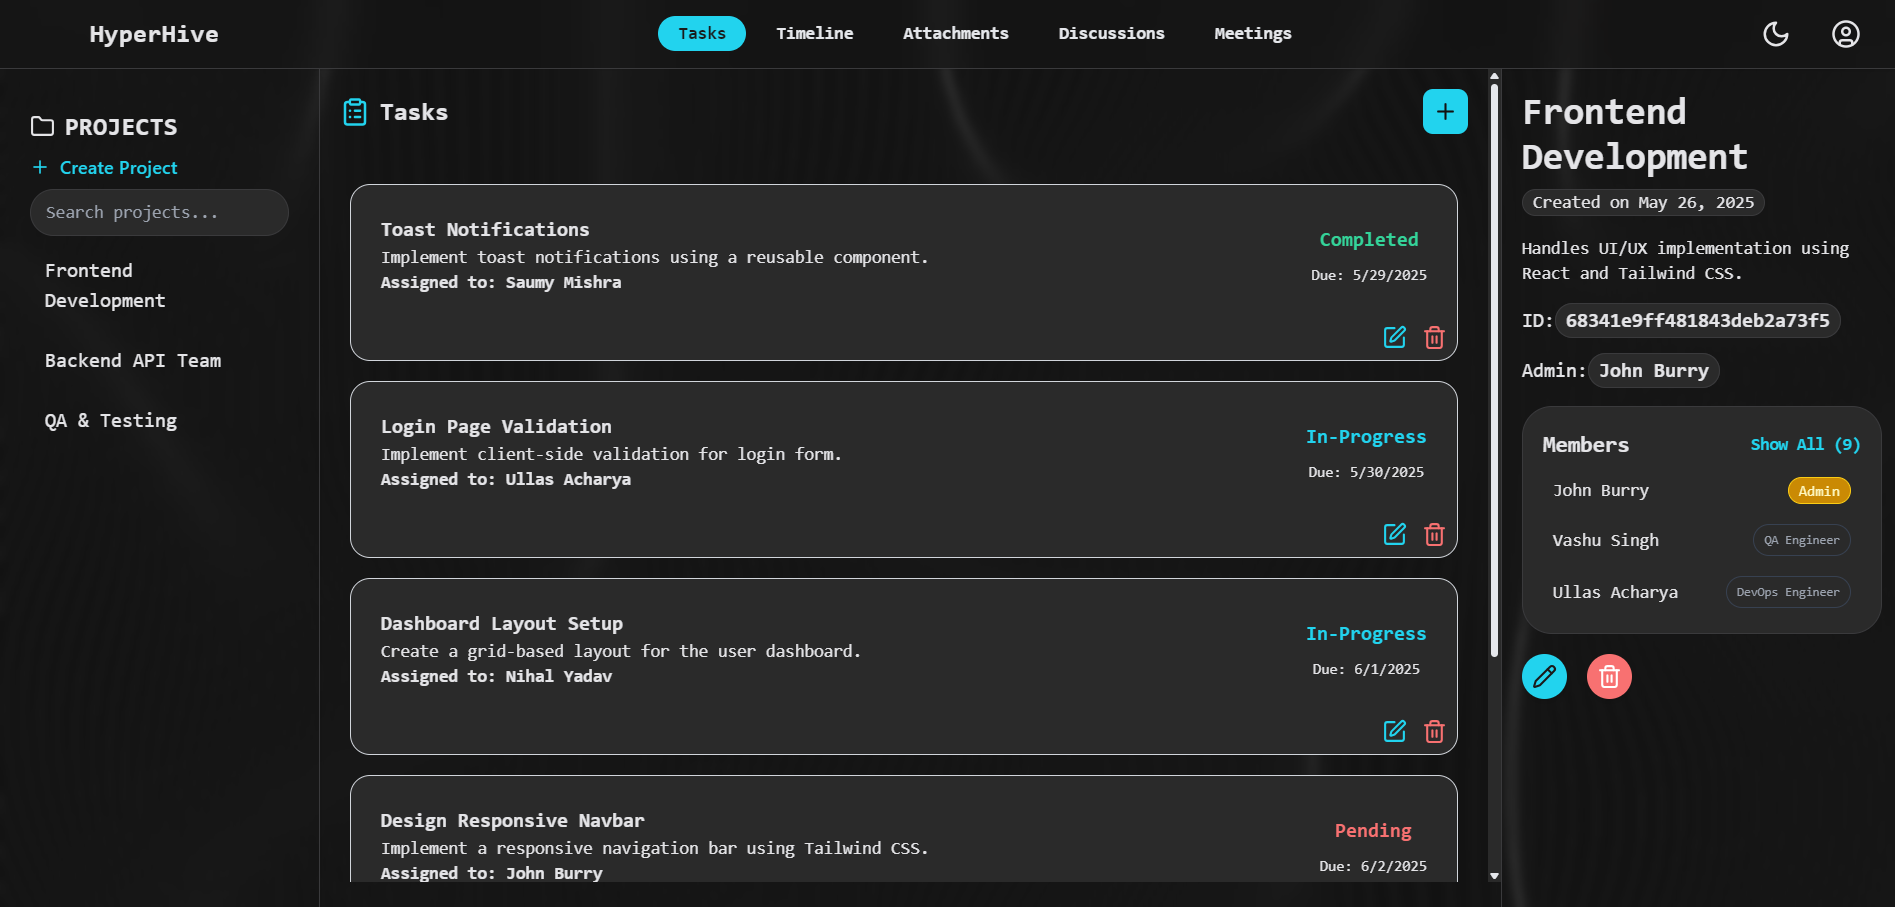 HyperHive
Tasks
Timeline
Attachments
Discussions
Meetings
PROJECTS
+ Create Project
Search projects...
Frontend
Development
Backend API Team
QA & Testing
Tasks
+
Toast Notifications
Implement toast notifications using a reusable component.
Assigned to: Saumy Mishra
Completed
Due: 5/29/2025
Login Page Validation
Implement client-side validation for login form.
Assigned to: Ullas Acharya
In-Progress
Due: 5/30/2025
Dashboard Layout Setup
Create a grid-based layout for the user dashboard.
Assigned to: Nihal Yadav
In-Progress
Due: 6/1/2025
Design Responsive Navbar
Implement a responsive navigation bar using Tailwind CSS.
Assigned to: John Burry
Pending
Due: 6/2/2025
Frontend
Development
Created on May 26, 2025
Handles UI/UX implementation using
React and Tailwind CSS.
ID: 68341e9ff481843deb2a73f5
Admin: John Burry
Members
Show All (9)
John Burry
Admin
Vashu Singh
QA Engineer
Ullas Acharya
DevOps Engineer